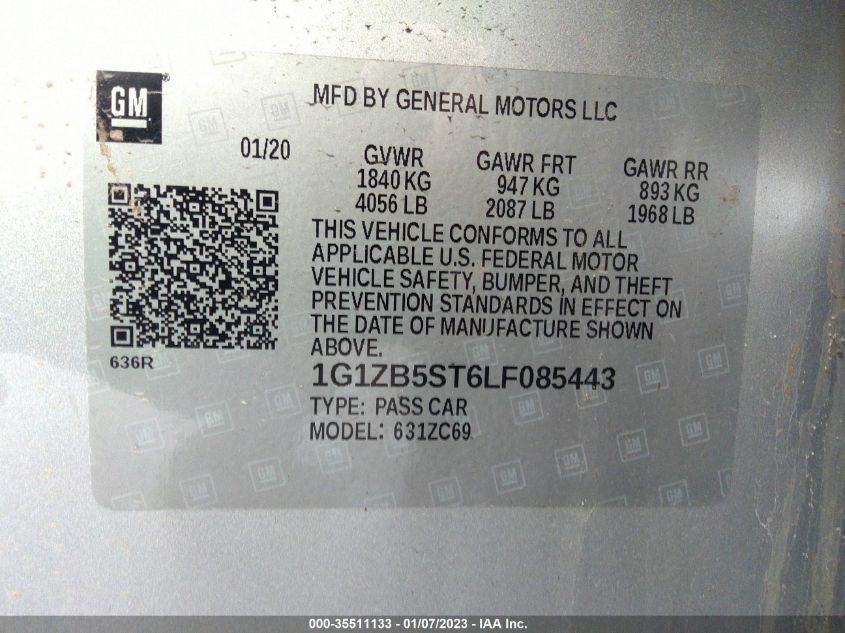 GM
MFD BY GENERAL MOTORS LLC
01/20
GVWR GAWR FRT GAWR RR
1840 KG 947 KG 893 KG
4056 LB 2087 LB 1968 LB
THIS VEHICLE CONFORMS TO ALL
APPLICABLE U.S. FEDERAL MOTOR
VEHICLE SAFETY, BUMPER, AND THEFT
PREVENTION STANDARDS IN EFFECT ON
THE DATE OF MANUFACTURE SHOWN
ABOVE.
636R
1G1ZB5ST6LF085443
TYPE: PASS CAR
MODEL: 631ZC69
000-35511133 - 01/07/2023 - IAA Inc.